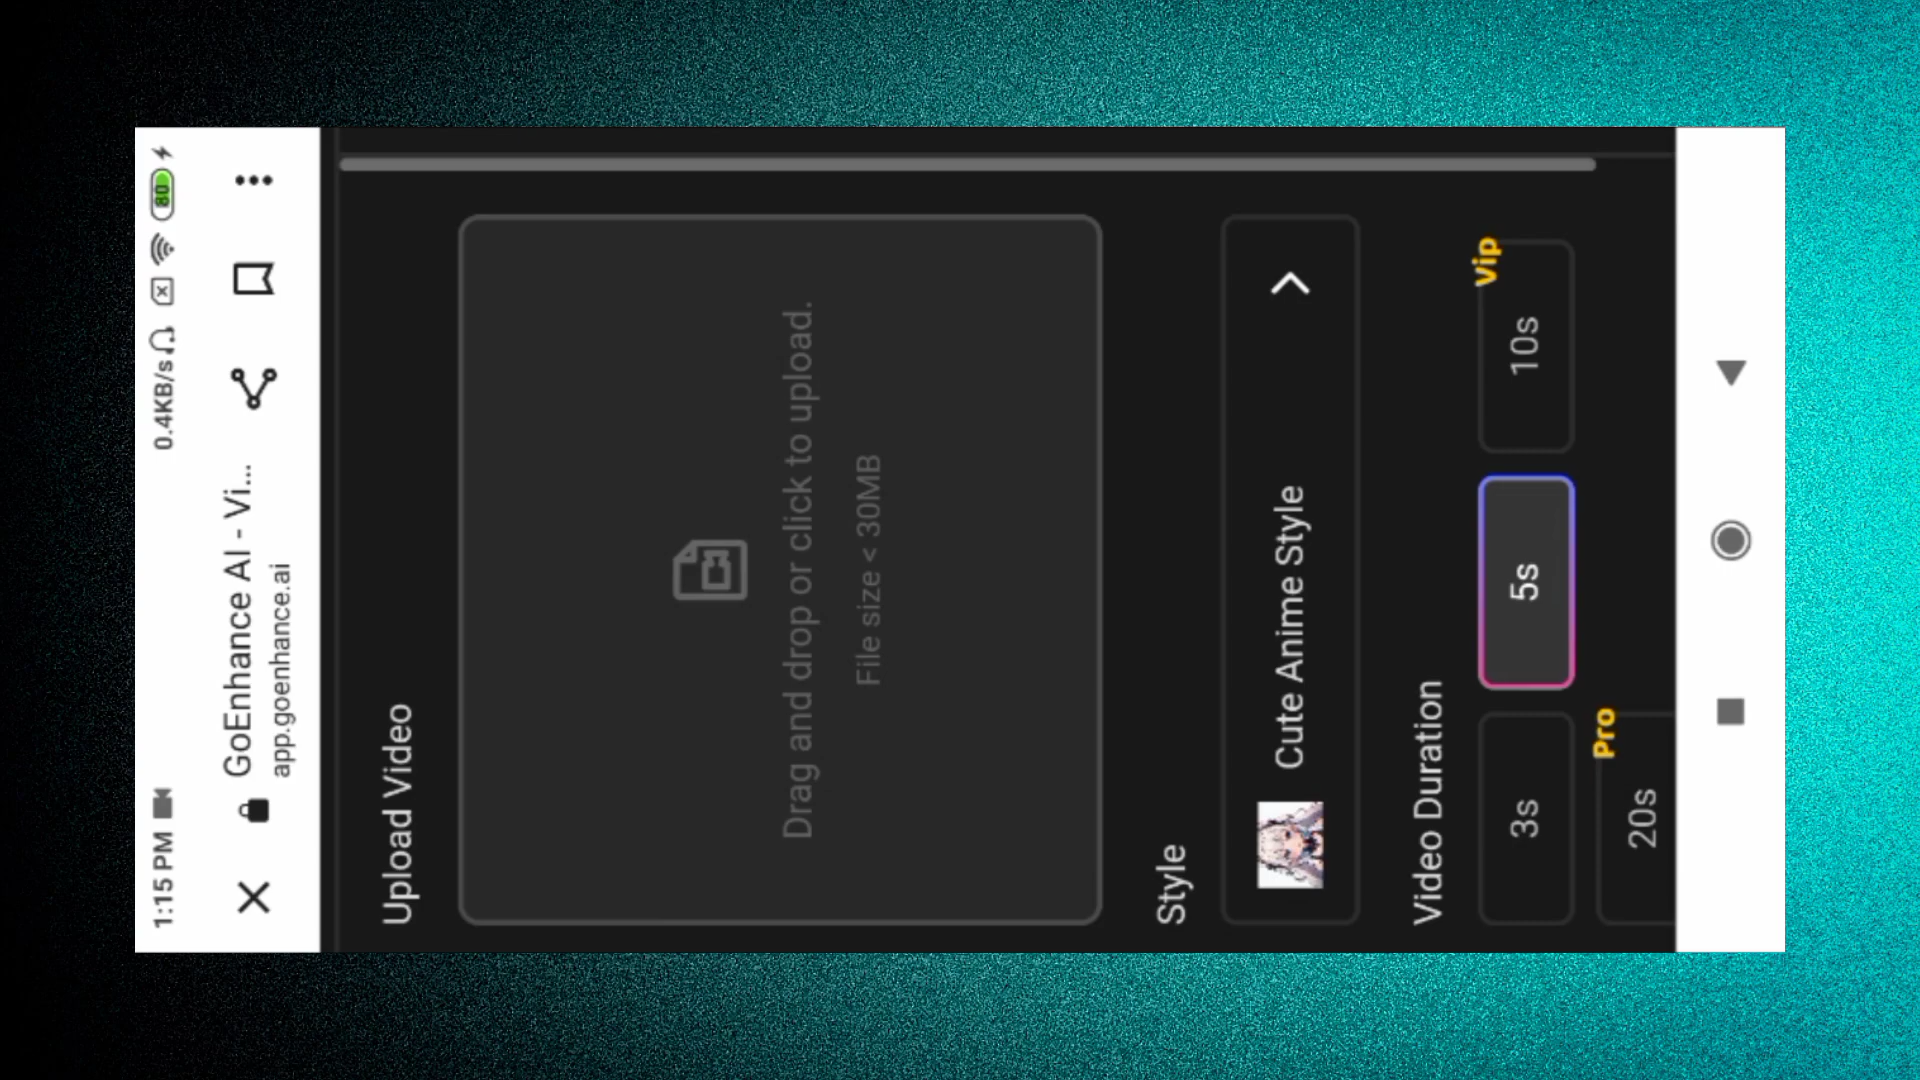 1:15 PM
0.4KB/s
80
GoEnhance AI - Vi...
app.goenhance.ai
Upload Video
Drag and drop or click to upload.
File size < 30MB
Style
Cute Anime Style
Video Duration
3s
5s
10s
Vip
20s
Pro